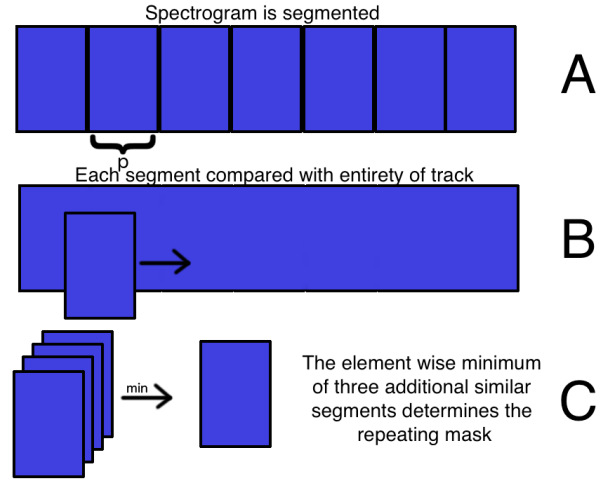 Spectrogram is segmented
A
p
Each segment compared with entirety of track
B
min
The element wise minimum
of three additional similar
segments determines the
repeating mask
C